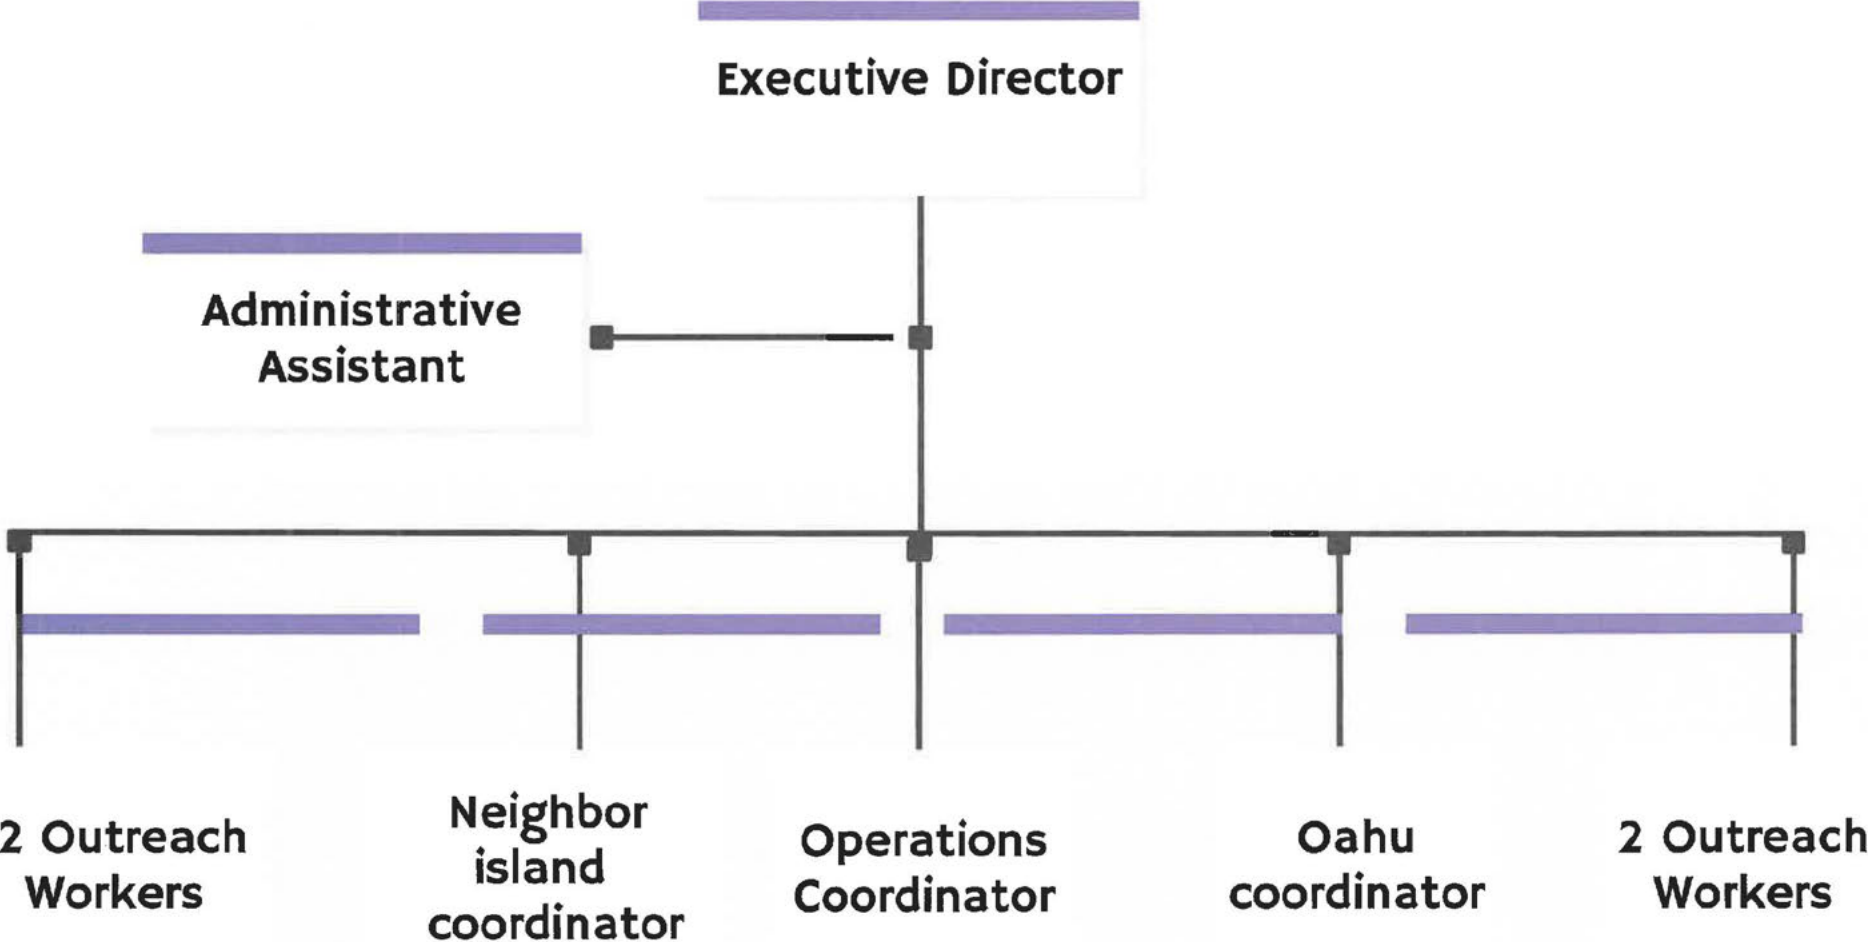 Executive Director
Administrative
Assistant
2 Outreach
Workers
Neighbor
island
coordinator
Operations
Coordinator
Oahu
coordinator
2 Outreach
Workers